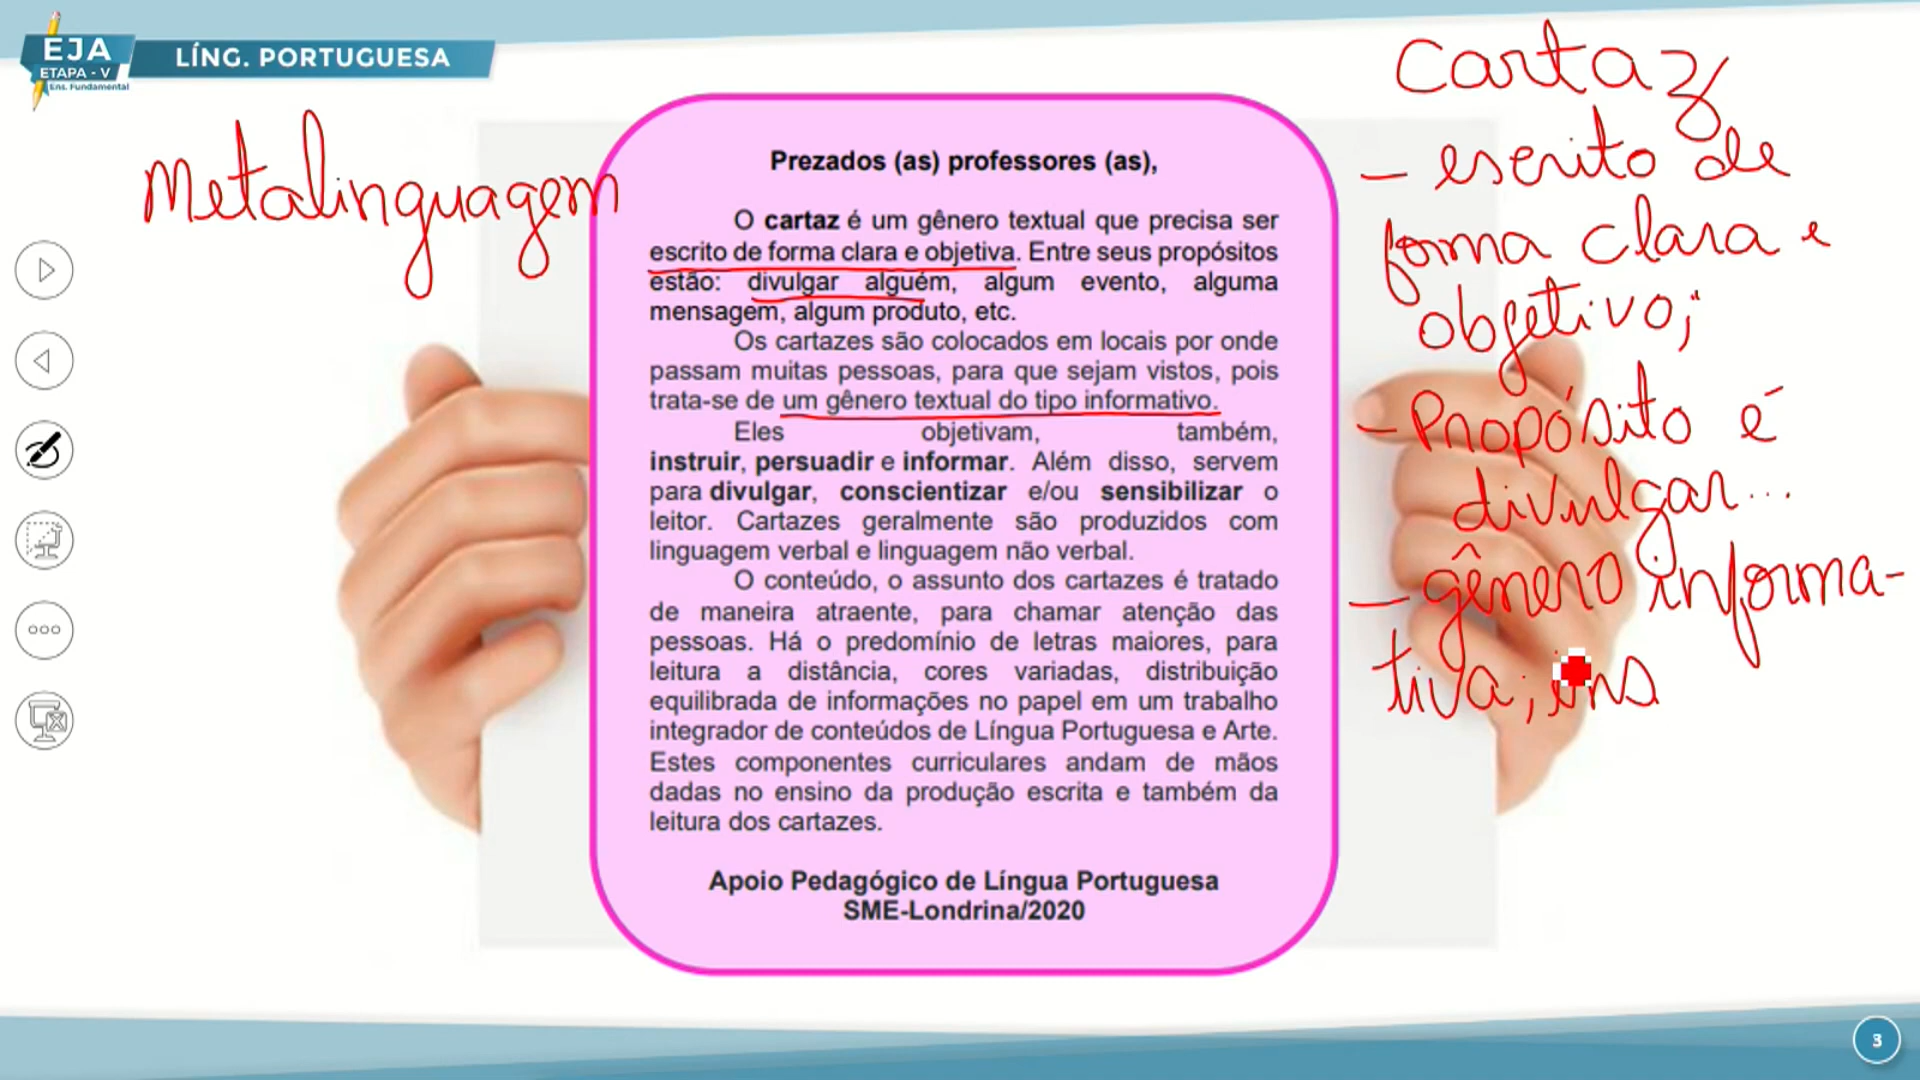 EJA
ETAPA - V
Ens. Fundamental
LÍNG. PORTUGUESA
Metalinguagem
Prezados (as) professores (as),
O cartaz é um gênero textual que precisa ser
escrito de forma clara e objetiva. Entre seus propósitos
estão: divulgar alguém, algum evento, alguma
mensagem, algum produto, etc.
Os cartazes são colocados em locais por onde
passam muitas pessoas, para que sejam vistos, pois
trata-se de um gênero textual do tipo informativo.
Eles objetivam, também,
instruir, persuadir e informar. Além disso, servem
para divulgar, conscientizar e/ou sensibilizar o
leitor. Cartazes geralmente são produzidos com
linguagem verbal e linguagem não verbal.
O conteúdo, o assunto dos cartazes é tratado
de maneira atraente, para chamar atenção das
pessoas. Há o predomínio de letras maiores, para
leitura a distância, cores variadas, distribuição
equilibrada de informações no papel em um trabalho
integrador de conteúdos de Língua Portuguesa e Arte.
Estes componentes curriculares andam de mãos
dadas no ensino da produção escrita e também da
leitura dos cartazes.
Apoio Pedagógico de Língua Portuguesa
SME-Londrina/2020
Cartaz
- escrito de
forma clara e
objetivo;
- Propósito é
divulgar...
- gênero informa-
tiva; ins
3